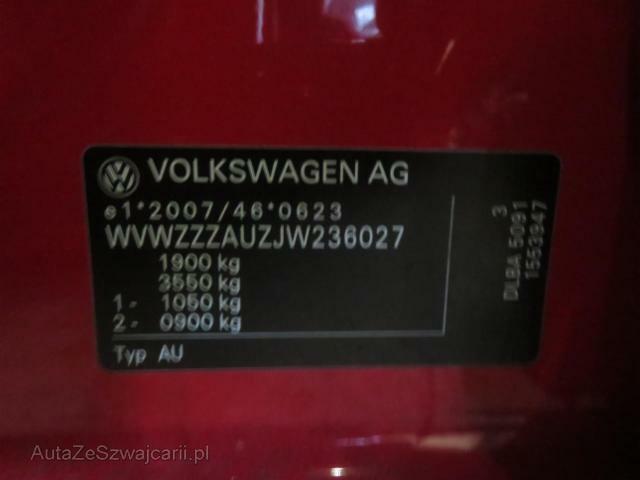 VOLKSWAGEN AG
e1*2007/46*0623
WVWZZZAUZJW236027
1900 kg
3550 kg
1- 1050 kg
2- 0900 kg
Typ AU
3
DLBA 5091
1553947
AutaZeSzwajcarii.pl